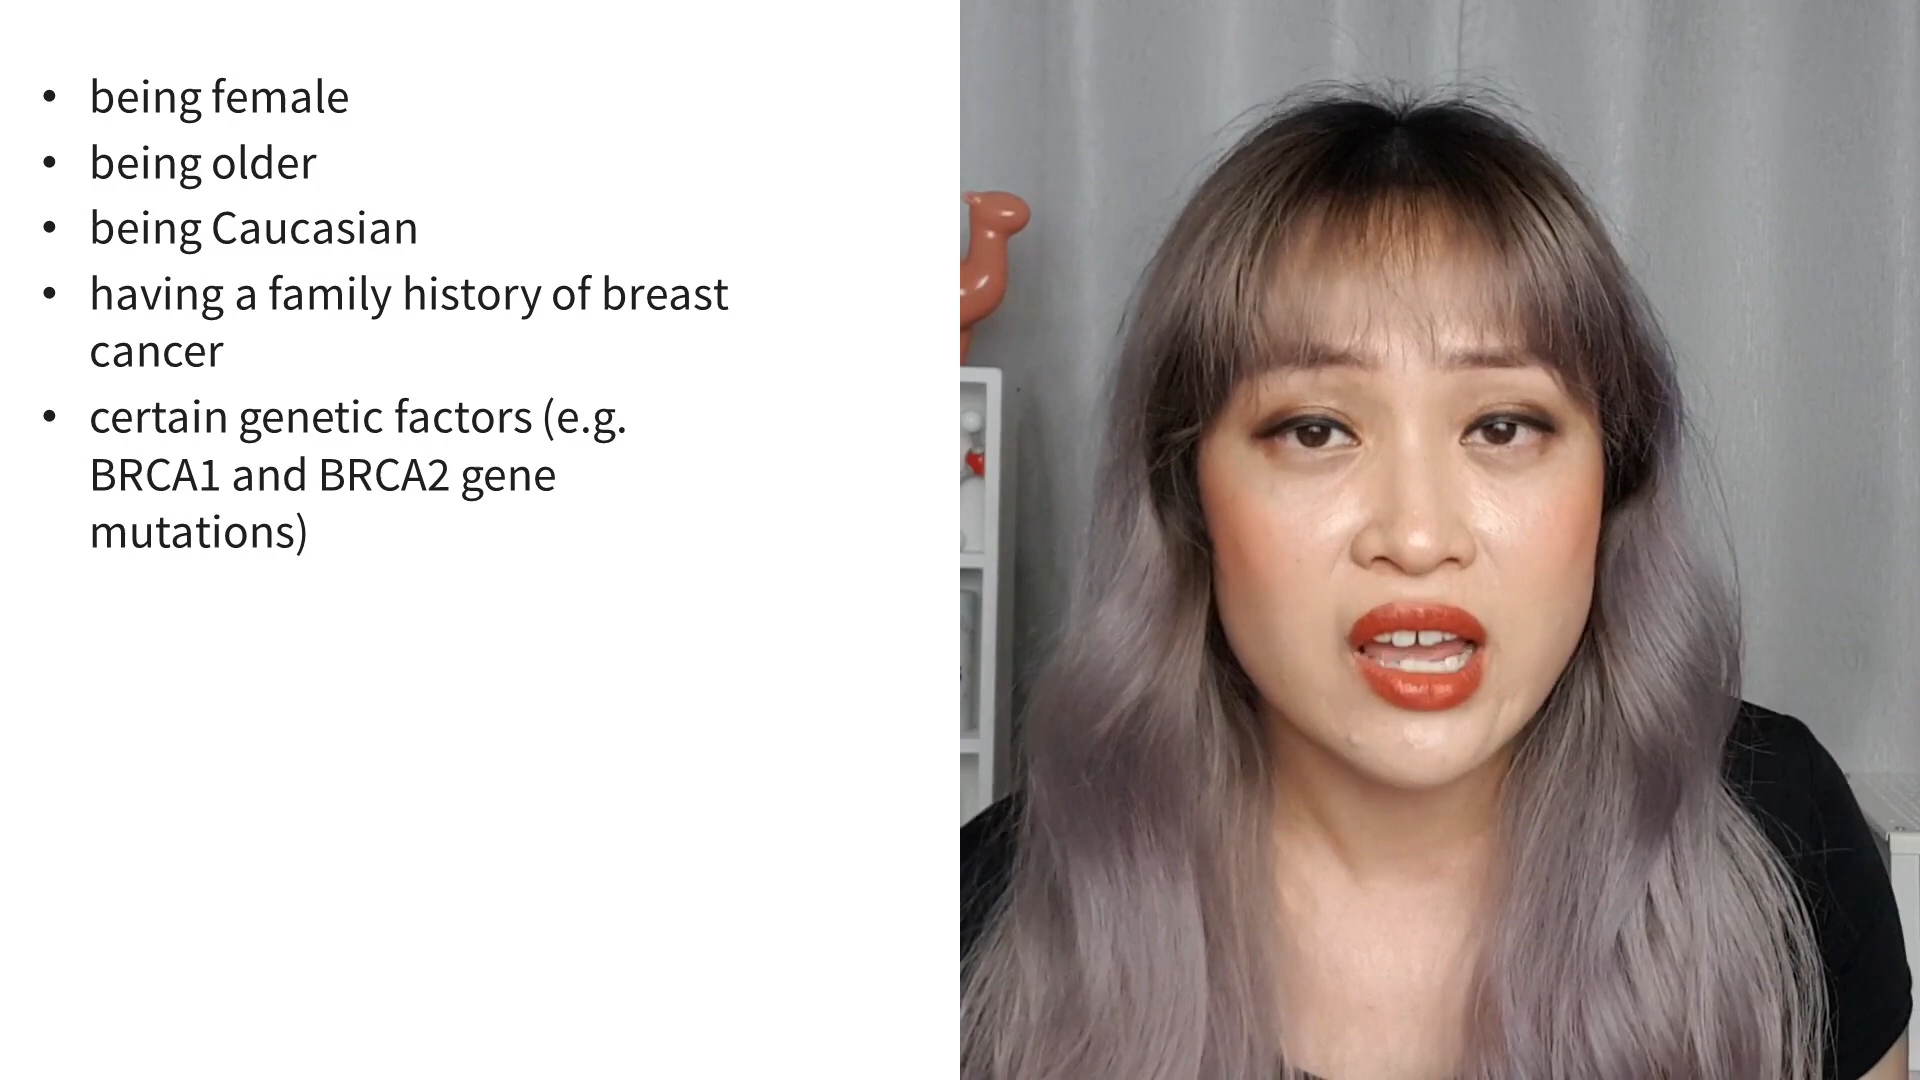 • being female
• being older
• being Caucasian
• having a family history of breast
cancer
• certain genetic factors (e.g.
BRCA1 and BRCA2 gene
mutations)